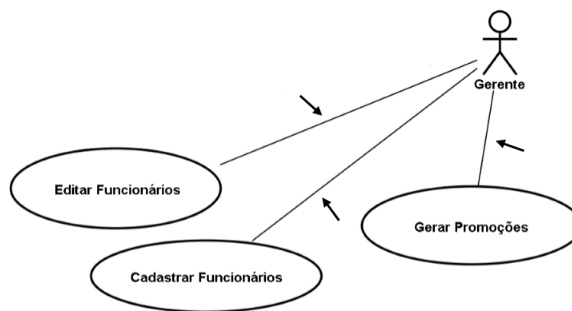 Gerente
Editar Funcionários
Gerar Promoções
Cadastrar Funcionários